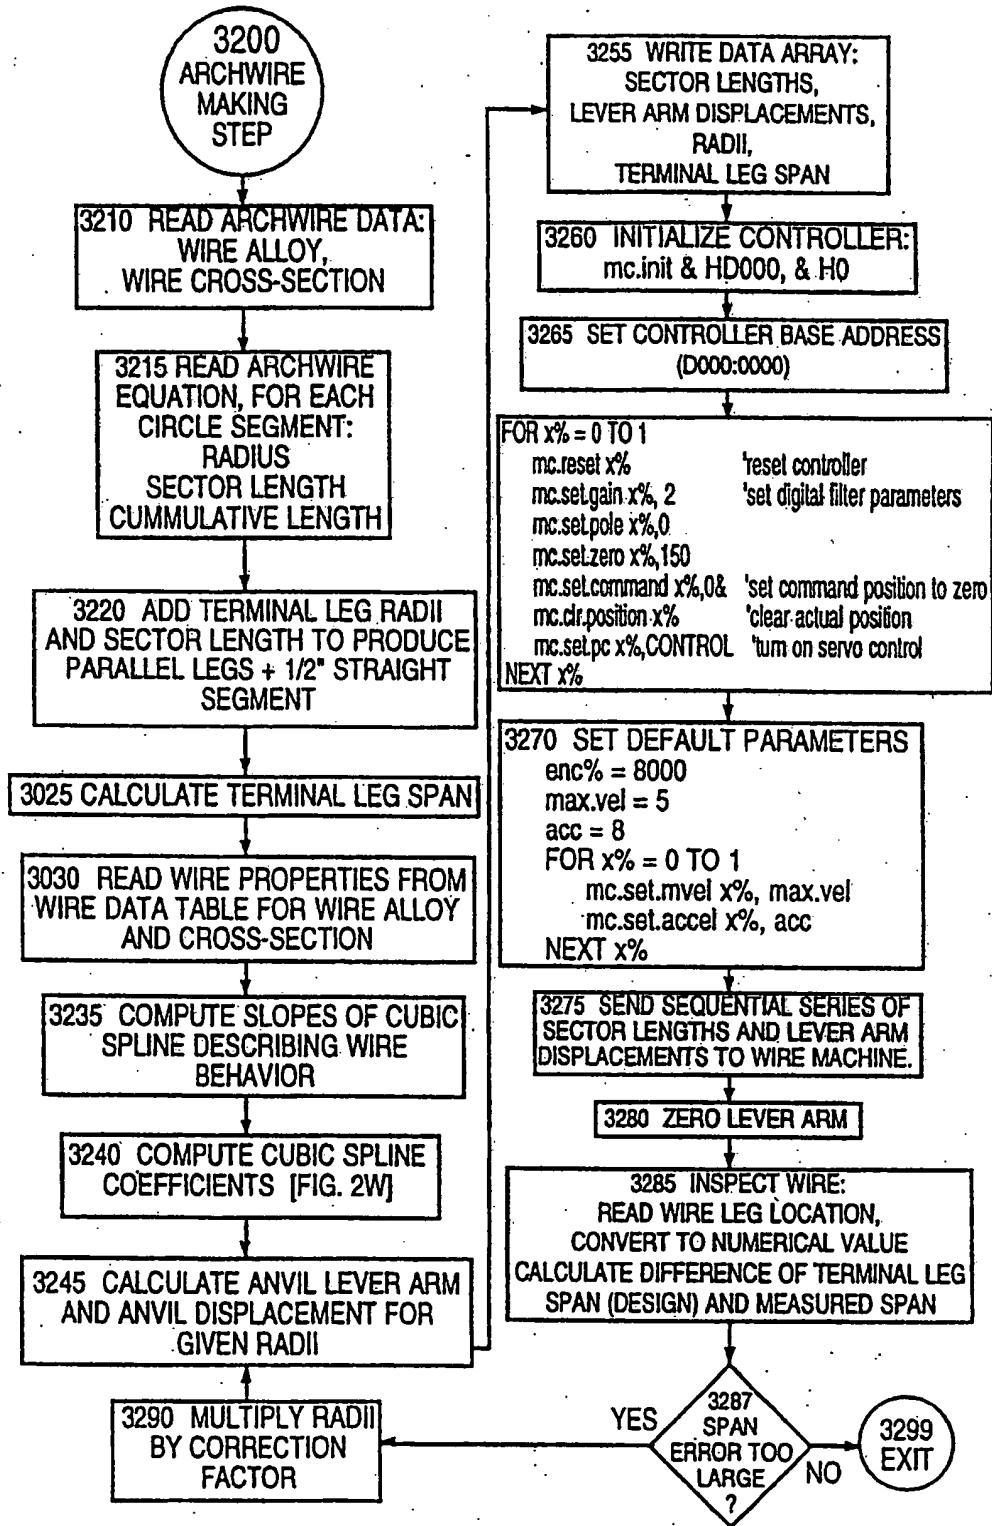 3200
ARCHWIRE
MAKING
STEP
3210 READ ARCHWIRE DATA:
WIRE ALLOY,
WIRE CROSS-SECTION
3215 READ ARCHWIRE
EQUATION, FOR EACH
CIRCLE SEGMENT:
RADIUS
SECTOR LENGTH
CUMMULATIVE LENGTH
3220 ADD TERMINAL LEG RADII
AND SECTOR LENGTH TO PRODUCE
PARALLEL LEGS + 1/2" STRAIGHT
SEGMENT
3025 CALCULATE TERMINAL LEG SPAN
3030 READ WIRE PROPERTIES FROM
WIRE DATA TABLE FOR WIRE ALLOY
AND CROSS-SECTION
3235 COMPUTE SLOPES OF CUBIC
SPLINE DESCRIBING WIRE
BEHAVIOR
3240 COMPUTE CUBIC SPLINE
COEFFICIENTS [FIG. 2W]
3245 CALCULATE ANVIL LEVER ARM
AND ANVIL DISPLACEMENT FOR
GIVEN RADII
3290 MULTIPLY RADII
BY CORRECTION
FACTOR
3255 WRITE DATA ARRAY:
SECTOR LENGTHS,
LEVER ARM DISPLACEMENTS,
RADII,
TERMINAL LEG SPAN
3260 INITIALIZE CONTROLLER:
mc.init & HD000, & H0
3265 SET CONTROLLER BASE ADDRESS
(D000:0000)
FOR x% = 0 TO 1
mc.reset x% 'reset controller
mc.set.gain x%, 2 'set digital filter parameters
mc.set.pole x%,0
mc.set.zero x%,150
mc.set.command x%,0& 'set command position to zero
mc.clr.position x% 'clear actual position
mc.set.pc x%,CONTROL 'turn on servo control
NEXT x%
3270 SET DEFAULT PARAMETERS
enc% = 8000
max.vel = 5
acc = 8
FOR x% = 0 TO 1
mc.set.mvel x%, max.vel
mc.set.accel x%, acc
NEXT x%
3275 SEND SEQUENTIAL SERIES OF
SECTOR LENGTHS AND LEVER ARM
DISPLACEMENTS TO WIRE MACHINE.
3280 ZERO LEVER ARM
3285 INSPECT WIRE:
READ WIRE LEG LOCATION,
CONVERT TO NUMERICAL VALUE
CALCULATE DIFFERENCE OF TERMINAL LEG
SPAN (DESIGN) AND MEASURED SPAN
3287
SPAN
ERROR TOO
LARGE
?
YES
NO
3299
EXIT